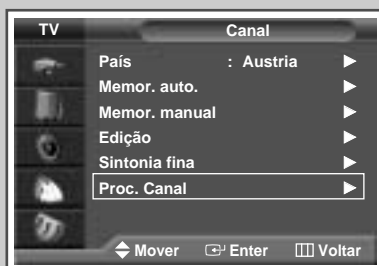 TV Canal
País : Austria
Memor. auto.
Memor. manual
Edição
Sintonia fina
Proc. Canal
Mover Enter Voltar